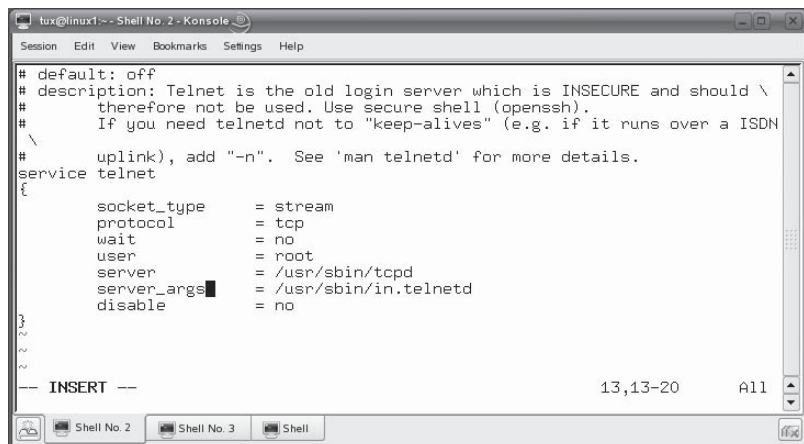 tux@linux1:~ - Shell No. 2 - Konsole
Session Edit View Bookmarks Settings Help
# default: off
# description: Telnet is the old login server which is INSECURE and should \
#       therefore not be used. Use secure shell (openssh).
#       If you need telnetd not to "keep-alives" (e.g. if it runs over a ISDN
 \
#       uplink), add "-n".  See 'man telnetd' for more details.
service telnet
{
        socket_type     = stream
        protocol        = tcp
        wait            = no
        user            = root
        server          = /usr/sbin/tcpd
        server_args     = /usr/sbin/in.telnetd
        disable         = no
}
~
~
~
-- INSERT -- 13,13-20 All
Shell No. 2 Shell No. 3 Shell